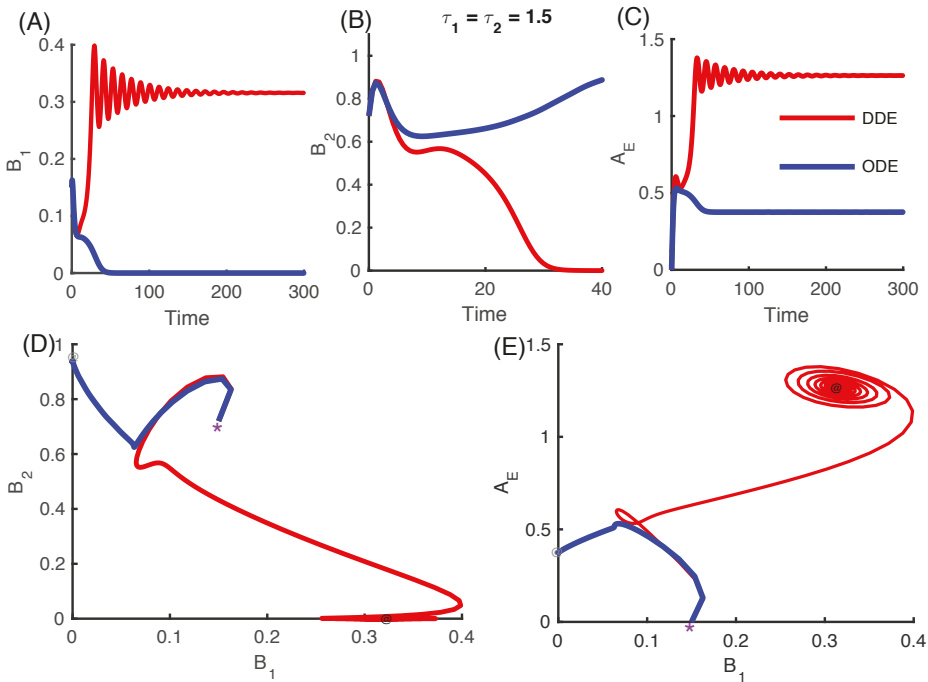 (A)
0.4
0.3
0.2
0.1
0
B1
0 100 200 300
Time
(B)
τ1 = τ2 = 1.5
1
0.8
0.6
0.4
0.2
0
B2
0 20 40
Time
(C)
1.5
1
0.5
0
AE
DDE
ODE
0 100 200 300
Time
(D)
1
0.8
0.6
0.4
0.2
0
B2
*
@
@
0 0.1 0.2 0.3 0.4
B1
(E)
1.5
1
0.5
0
AE
@
*
0 0.1 0.2 0.3 0.4
B1